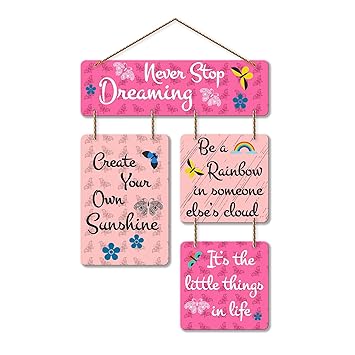 Never Stop
Dreaming
Create
Your
Own
Sunshine
Be a
Rainbow
in someone
else's cloud
It's the
little things
in life